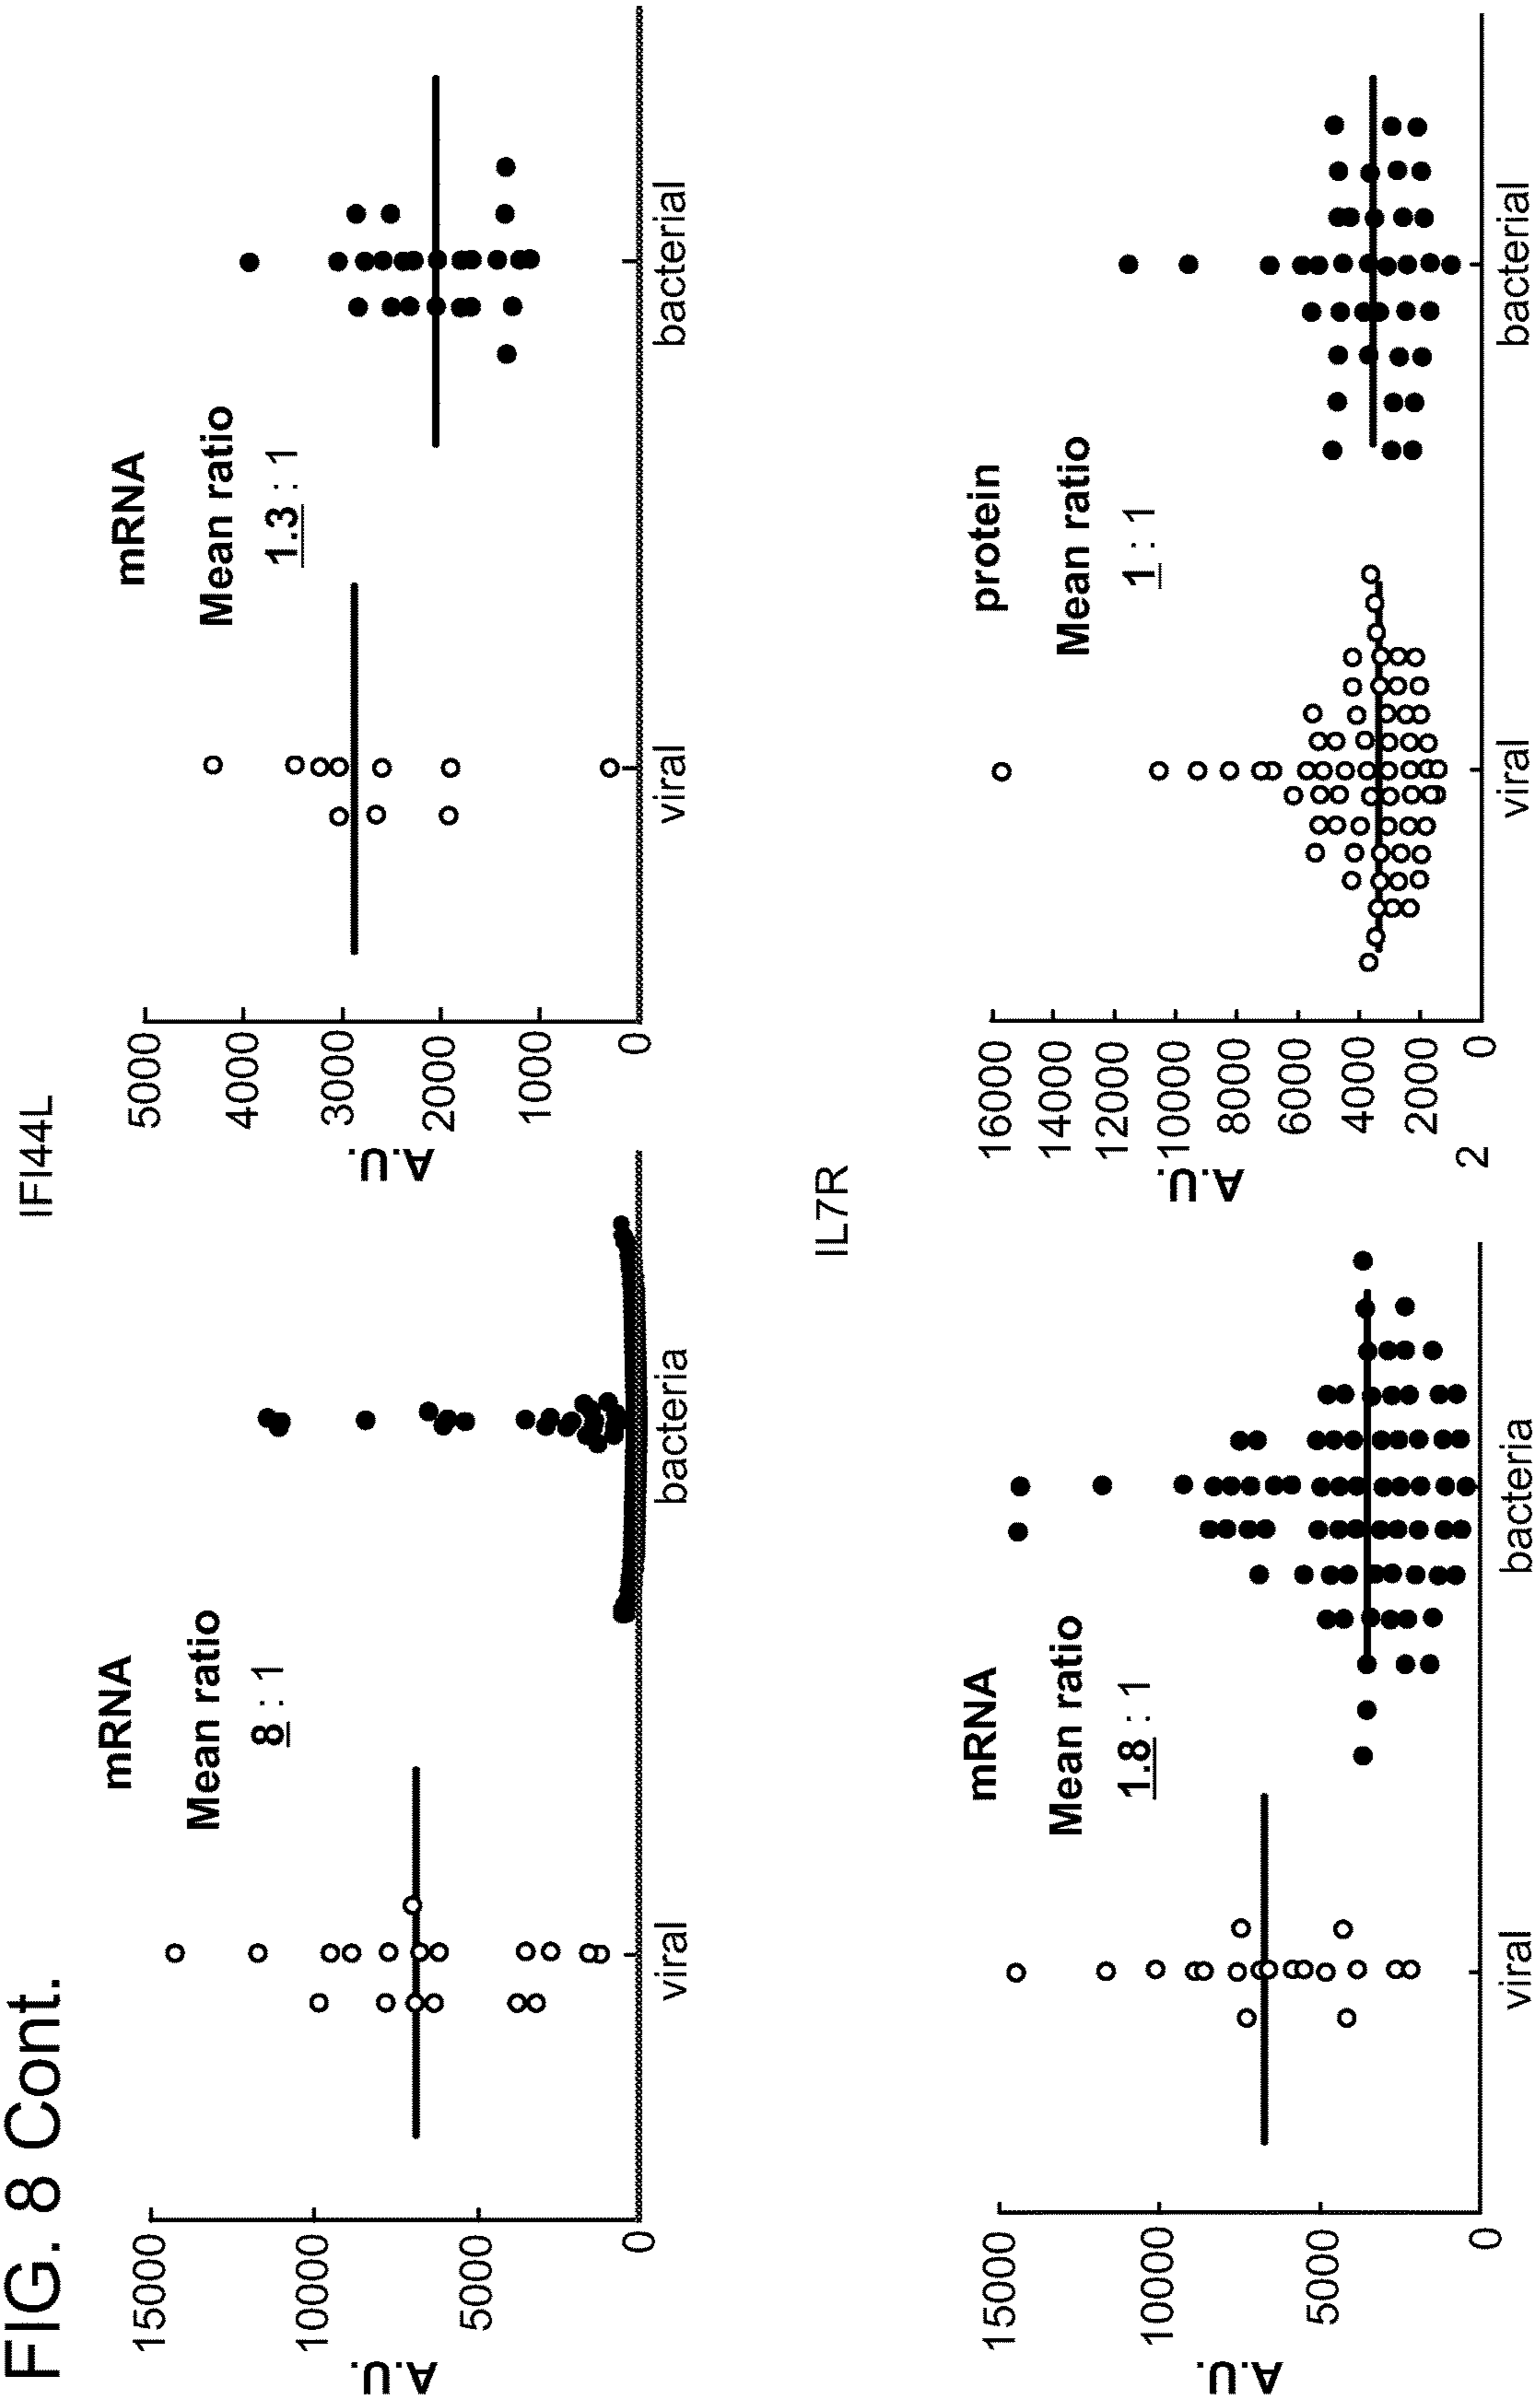 FIG. 8 Cont.
IFI44L
mRNA
Mean ratio
8 : 1
A.U.
15000
10000
5000
0
viral
bacteria
mRNA
Mean ratio
1.3 : 1
A.U.
5000
4000
3000
2000
1000
0
viral
bacterial
IL7R
mRNA
Mean ratio
1.8 : 1
A.U.
15000
10000
5000
0
viral
bacteria
protein
Mean ratio
1 : 1
A.U.
16000
14000
12000
10000
8000
6000
4000
2000
0
2
viral
bacterial